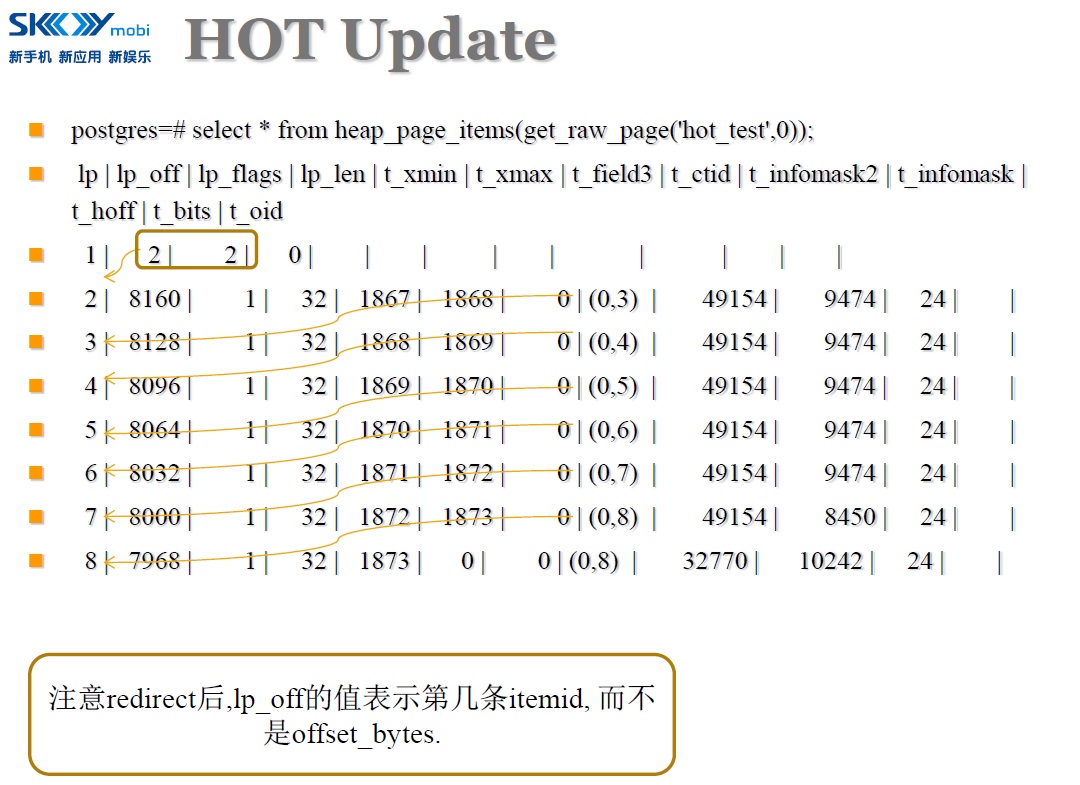 SKYmobi
新手机 新应用 新娱乐
HOT Update
postgres=# select * from heap_page_items(get_raw_page('hot_test',0));
lp | lp_off | lp_flags | lp_len | t_xmin | t_xmax | t_field3 | t_ctid | t_infomask2 | t_infomask |
t_hoff | t_bits | t_oid
1 | 2 | 2 | 0 | | | | | | | | |
2 | 8160 | 1 | 32 | 1867 | 1868 | 0 | (0,3) | 49154 | 9474 | 24 | |
3 | 8128 | 1 | 32 | 1868 | 1869 | 0 | (0,4) | 49154 | 9474 | 24 | |
4 | 8096 | 1 | 32 | 1869 | 1870 | 0 | (0,5) | 49154 | 9474 | 24 | |
5 | 8064 | 1 | 32 | 1870 | 1871 | 0 | (0,6) | 49154 | 9474 | 24 | |
6 | 8032 | 1 | 32 | 1871 | 1872 | 0 | (0,7) | 49154 | 9474 | 24 | |
7 | 8000 | 1 | 32 | 1872 | 1873 | 0 | (0,8) | 49154 | 8450 | 24 | |
8 | 7968 | 1 | 32 | 1873 | 0 | 0 | (0,8) | 32770 | 10242 | 24 | |
注意redirect后,lp_off的值表示第几条itemid, 而不
是offset_bytes.